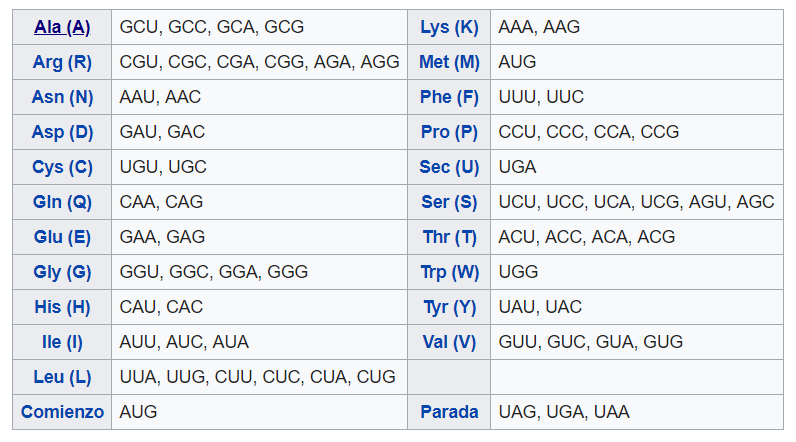 Ala (A) GCU, GCC, GCA, GCG Lys (K) AAA, AAG
Arg (R) CGU, CGC, CGA, CGG, AGA, AGG Met (M) AUG
Asn (N) AAU, AAC Phe (F) UUU, UUC
Asp (D) GAU, GAC Pro (P) CCU, CCC, CCA, CCG
Cys (C) UGU, UGC Sec (U) UGA
Gln (Q) CAA, CAG Ser (S) UCU, UCC, UCA, UCG, AGU, AGC
Glu (E) GAA, GAG Thr (T) ACU, ACC, ACA, ACG
Gly (G) GGU, GGC, GGA, GGG Trp (W) UGG
His (H) CAU, CAC Tyr (Y) UAU, UAC
Ile (I) AUU, AUC, AUA Val (V) GUU, GUC, GUA, GUG
Leu (L) UUA, UUG, CUU, CUC, CUA, CUG
Comienzo AUG Parada UAG, UGA, UAA